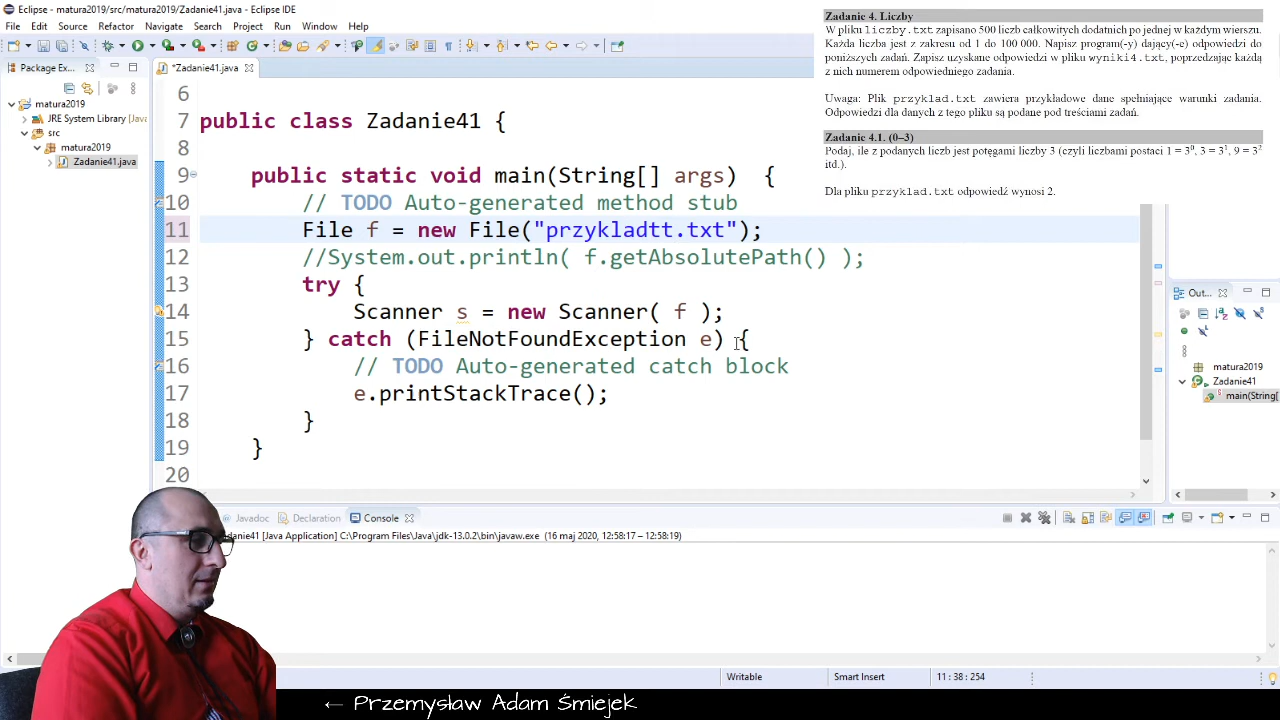 matura2019/src/matura2019/Zadanie41.java - Eclipse IDE
File Edit Source Refactor Navigate Search Project Run Window Help
Package Ex...
*Zadanie41.java
matura2019
JRE System Library [Java
src
matura2019
Zadanie41.java
6
7 public class Zadanie41 {
8
9 public static void main(String[] args) {
10 // TODO Auto-generated method stub
11 File f = new File("przykladtt.txt");
12 //System.out.println( f.getAbsolutePath() );
13 try {
14 Scanner s = new Scanner( f );
15 } catch (FileNotFoundException e) {
16 // TODO Auto-generated catch block
17 e.printStackTrace();
18 }
19 }
20
Zadanie 4. Liczby
W pliku liczby.txt zapisano 500 liczb całkowitych dodatnich po jednej w każdym wierszu.
Każda liczba jest z zakresu od 1 do 100 000. Napisz program(-y) dający(-e) odpowiedzi do
poniższych zadań. Zapisz uzyskane odpowiedzi w pliku wyniki4.txt, poprzedzając każdą
z nich numerem odpowiedniego zadania.
Uwaga: Plik przyklad.txt zawiera przykładowe dane spełniające warunki zadania.
Odpowiedzi dla danych z tego pliku są podane pod treściami zadań.
Zadanie 4.1. (0–3)
Podaj, ile z podanych liczb jest potęgami liczby 3 (czyli liczbami postaci 1 = 3⁰, 3 = 3¹, 9 = 3²
itd.).
Dla pliku przyklad.txt odpowiedź wynosi 2.
Out...
matura2019
Zadanie41
main(String[
Javadoc Declaration Console
danie41 [Java Application] C:\Program Files\Java\jdk-13.0.2\bin\javaw.exe (16 maj 2020, 12:58:17 – 12:58:19)
Writable Smart Insert 11 : 38 : 254
← Przemysław Adam Śmiejek